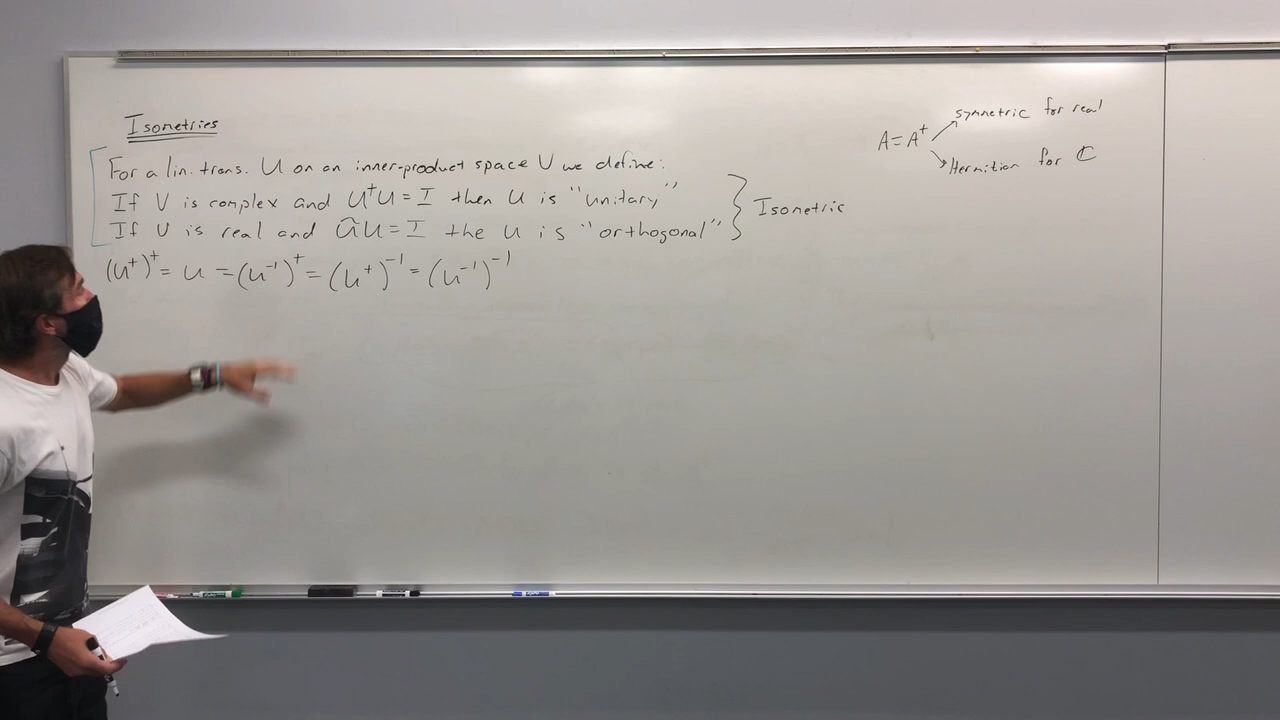 Isometries
For a lin. trans. U on an inner-product space V we define:
If V is complex and U†U = I then U is "unitary"
If V is real and ŨU = I the U is "orthogonal"
} Isometric
(U†)† = U = (U⁻¹)† = (U†)⁻¹ = (U⁻¹)⁻¹
A = A†
symmetric for real
Hermition for ℂ